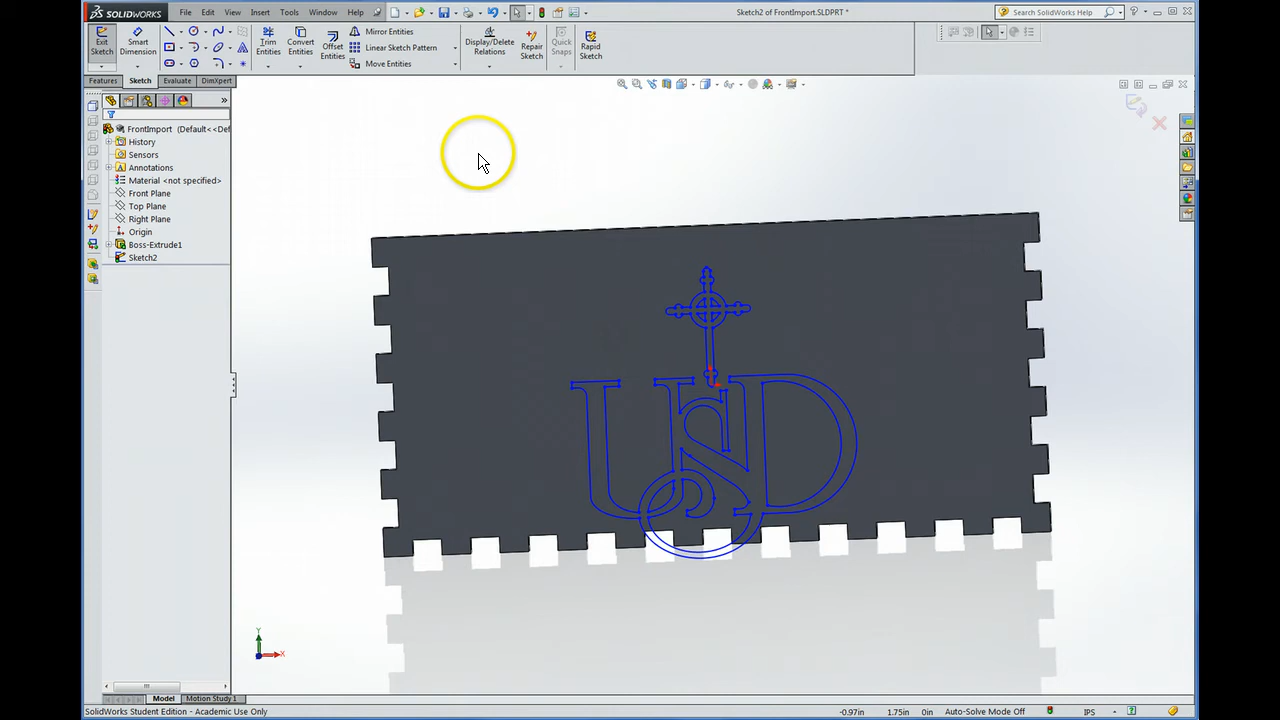 SOLIDWORKS File Edit View Insert Tools Window Help Sketch2 of FrontImport.SLDPRT * Search SolidWorks Help
Exit Sketch Smart Dimension Trim Entities Convert Entities Offset Entities Mirror Entities Linear Sketch Pattern Move Entities Display/Delete Relations Repair Sketch Quick Snaps Rapid Sketch
Features Sketch Evaluate DimXpert
FrontImport (Default<<Def
History
Sensors
Annotations
Material <not specified>
Front Plane
Top Plane
Right Plane
Origin
Boss-Extrude1
Sketch2
USD
Y
X
Model Motion Study 1
SolidWorks Student Edition - Academic Use Only -0.97in 1.75in 0in Auto-Solve Mode Off IPS